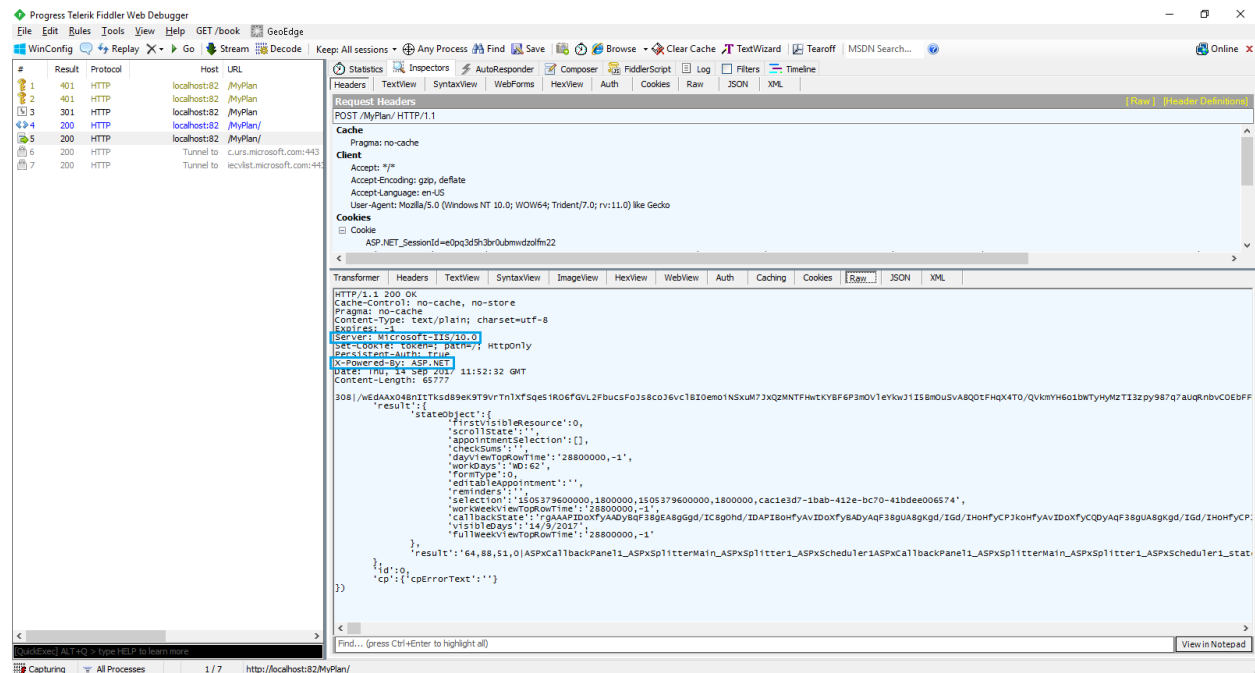 Progress Telerik Fiddler Web Debugger
File Edit Rules Tools View Help GET /book GeoEdge
WinConfig Replay Go Stream Decode Keep: All sessions Any Process Find Save Browse Clear Cache TextWizard Tearoff MSDN Search... Online
# Result Protocol Host URL
1 401 HTTP localhost:82 /MyPlan
2 401 HTTP localhost:82 /MyPlan
3 301 HTTP localhost:82 /MyPlan
4 200 HTTP localhost:82 /MyPlan/
5 200 HTTP localhost:82 /MyPlan/
6 200 HTTP Tunnel to c.urs.microsoft.com:443
7 200 HTTP Tunnel to iecvlist.microsoft.com:443
Statistics Inspectors AutoResponder Composer FiddlerScript Log Filters Timeline
Headers TextView SyntaxView WebForms HexView Auth Cookies Raw JSON XML
Request Headers [ Raw ] [Header Definitions]
POST /MyPlan/ HTTP/1.1
Cache
Pragma: no-cache
Client
Accept: */*
Accept-Encoding: gzip, deflate
Accept-Language: en-US
User-Agent: Mozilla/5.0 (Windows NT 10.0; WOW64; Trident/7.0; rv:11.0) like Gecko
Cookies
Cookie
ASP.NET_SessionId=e0pq3d5h3br0ubmwdzolfm22
Transformer Headers TextView SyntaxView ImageView HexView WebView Auth Caching Cookies Raw JSON XML
HTTP/1.1 200 OK
Cache-Control: no-cache, no-store
Pragma: no-cache
Content-Type: text/plain; charset=utf-8
Expires: -1
Server: Microsoft-IIS/10.0
Set-Cookie: token=; path=/; HttpOnly
Persistent-Auth: true
X-Powered-By: ASP.NET
Date: Thu, 14 Sep 2017 11:52:32 GMT
Content-Length: 65777
'result':{
'stateObject':{
'firstVisibleResource':0,
'scrollState':'',
'appointmentSelection':[],
'checkSums':'',
'dayViewTopRowTime':'28800000,-1',
'workDays':'WD:62',
'formType':0,
'editableAppointment':'',
'reminders':'',
'selection':'1505379600000,1800000,1505379600000,1800000,cac1e3d7-1bab-412e-bc70-41bdee006574',
'workWeekViewTopRowTime':'28800000,-1',
'visibleDays':'14/9/2017',
'fullWeekViewTopRowTime':'28800000,-1'
},
'result':'64,88,51,0|ASPxCallbackPanel1_ASPxSplitterMain_ASPxSplitter1_ASPxScheduler1ASPxCallbackPanel1_ASPxSplitterMain_ASPxSplitter1_ASPxScheduler1_stat
},
'id':0,
'cp':{'cpErrorText':''}
})
Find... (press Ctrl+Enter to highlight all) View in Notepad
[QuickExec] ALT+Q > type HELP to learn more
Capturing All Processes 1 / 7 http://localhost:82/MyPlan/